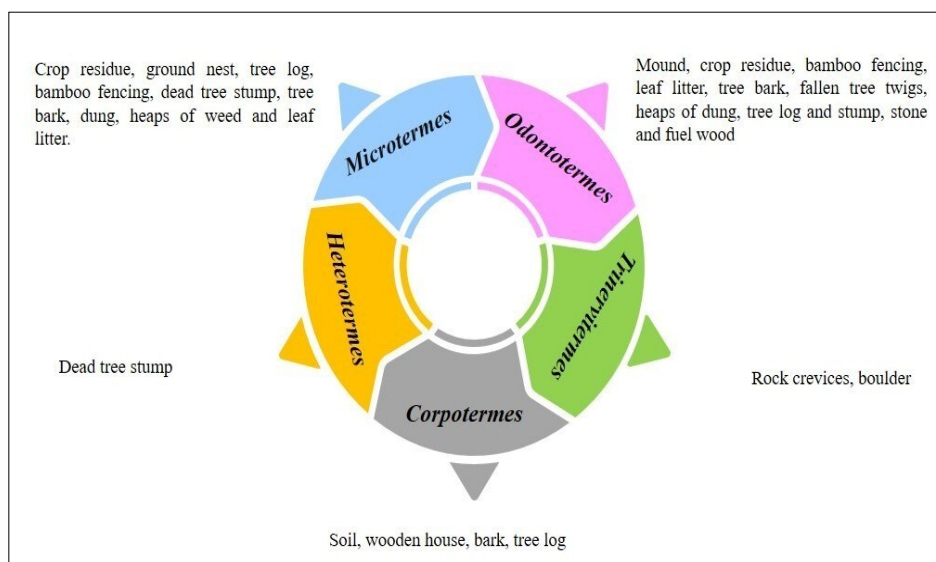 Crop residue, ground nest, tree log,
bamboo fencing, dead tree stump, tree
bark, dung, heaps of weed and leaf
litter.
Mound, crop residue, bamboo fencing,
leaf litter, tree bark, fallen tree twigs,
heaps of dung, tree log and stump, stone
and fuel wood
Microtermes
Odontotermes
Heterotermes
Trinervitermes
Corpotermes
Dead tree stump
Rock crevices, boulder
Soil, wooden house, bark, tree log